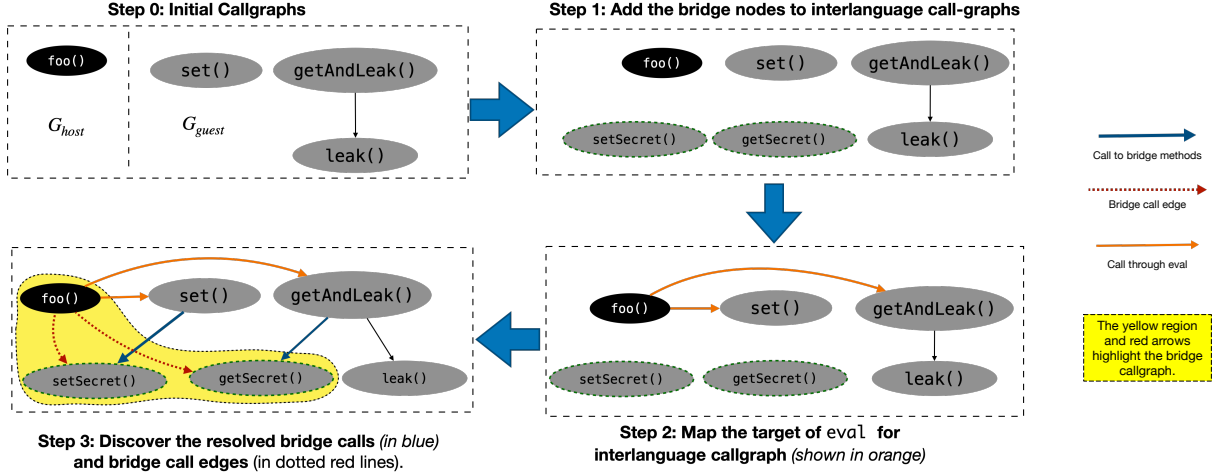 Step 0: Initial Callgraphs
foo()
set()
getAndLeak()
G_host
G_guest
leak()
Step 1: Add the bridge nodes to interlanguage call-graphs
foo()
set()
getAndLeak()
setSecret()
getSecret()
leak()
Call to bridge methods
Bridge call edge
Call through eval
The yellow region
and red arrows
highlight the bridge
callgraph.
foo()
set()
getAndLeak()
setSecret()
getSecret()
leak()
Step 2: Map the target of eval for
interlanguage callgraph (shown in orange)
foo()
set()
getAndLeak()
setSecret()
getSecret()
leak()
Step 3: Discover the resolved bridge calls (in blue)
and bridge call edges (in dotted red lines).